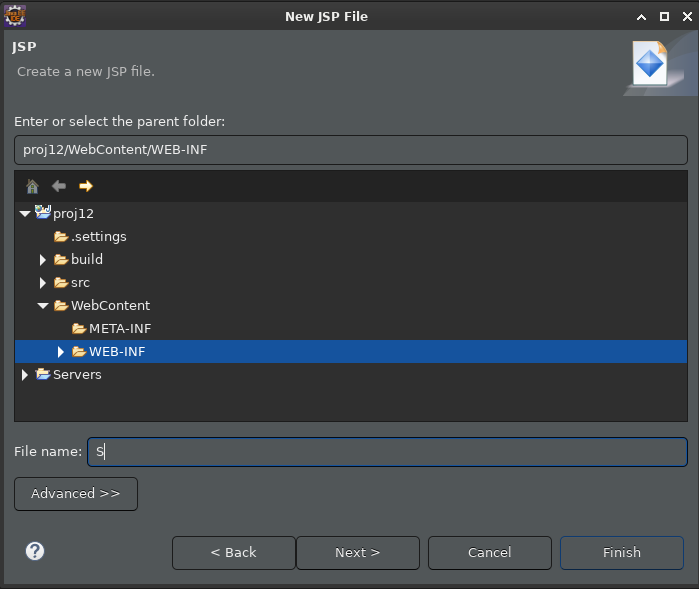 New JSP File
JSP
Create a new JSP file.
Enter or select the parent folder:
proj12/WebContent/WEB-INF
proj12
.settings
build
src
WebContent
META-INF
WEB-INF
Servers
File name: S
Advanced >>
< Back Next > Cancel Finish